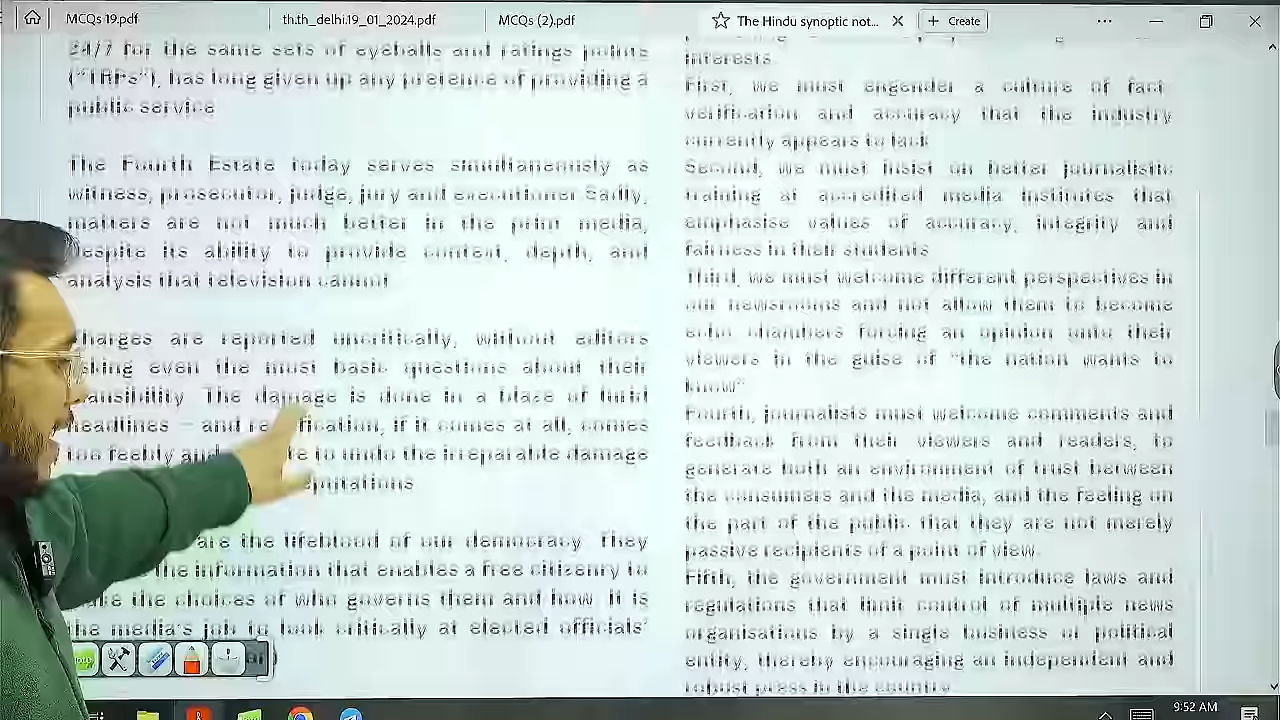 MCQs 19.pdf
th.th_delhi.19_01_2024.pdf
MCQs (2).pdf
The Hindu synoptic not...
Create
24/7 for the same sets of eyeballs and ratings points
("TRPs"), has long given up any pretence of providing a
public service
The Fourth Estate today serves simultaneously as
witness, prosecutor, judge, jury and executioner Sadly,
matters are not much better in the print media,
despite its ability to provide context, depth, and
analysis that television cannot
charges are reported uncritically, without editors
even the most basic questions about their
The damage is done in a blaze of lurid
headlines – and if it comes at all, comes
too feebly and to undo the irreparable damage
are the lifeblood of our democracy They
the information that enables a free citizenry to
the choices of who governs them and how It is
the media's job to look critically at elected officials'
interests
First, we must engender a culture of fact
verification and accuracy that the industry
currently appears to lack
Second, we must insist on better journalistic
training at accredited media institutes that
emphasise values of accuracy, integrity and
fairness in their students
Third, we must welcome different perspectives in
our newsrooms and not allow them to become
echo chambers forcing an opinion onto their
viewers in the guise of "the nation wants to
know"
Fourth, journalists must welcome comments and
feedback from their viewers and readers, to
generate both an environment of trust between
the consumers and the media, and the feeling on
the part of the public that they are not merely
passive recipients of a point of view.
Fifth, the government must introduce laws and
regulations that limit control of multiple news
organisations by a single business or political
entity, thereby encouraging an independent and
robust press in the country
9:52 AM